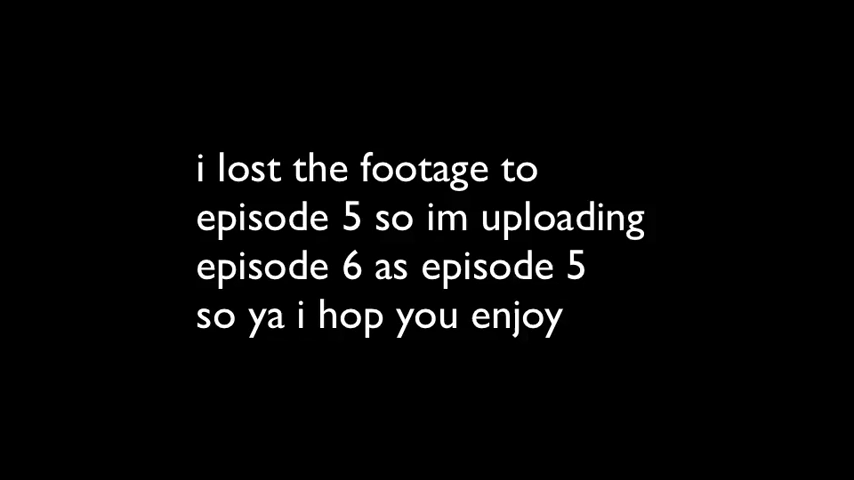 i lost the footage to
episode 5 so im uploading
episode 6 as episode 5
so ya i hop you enjoy